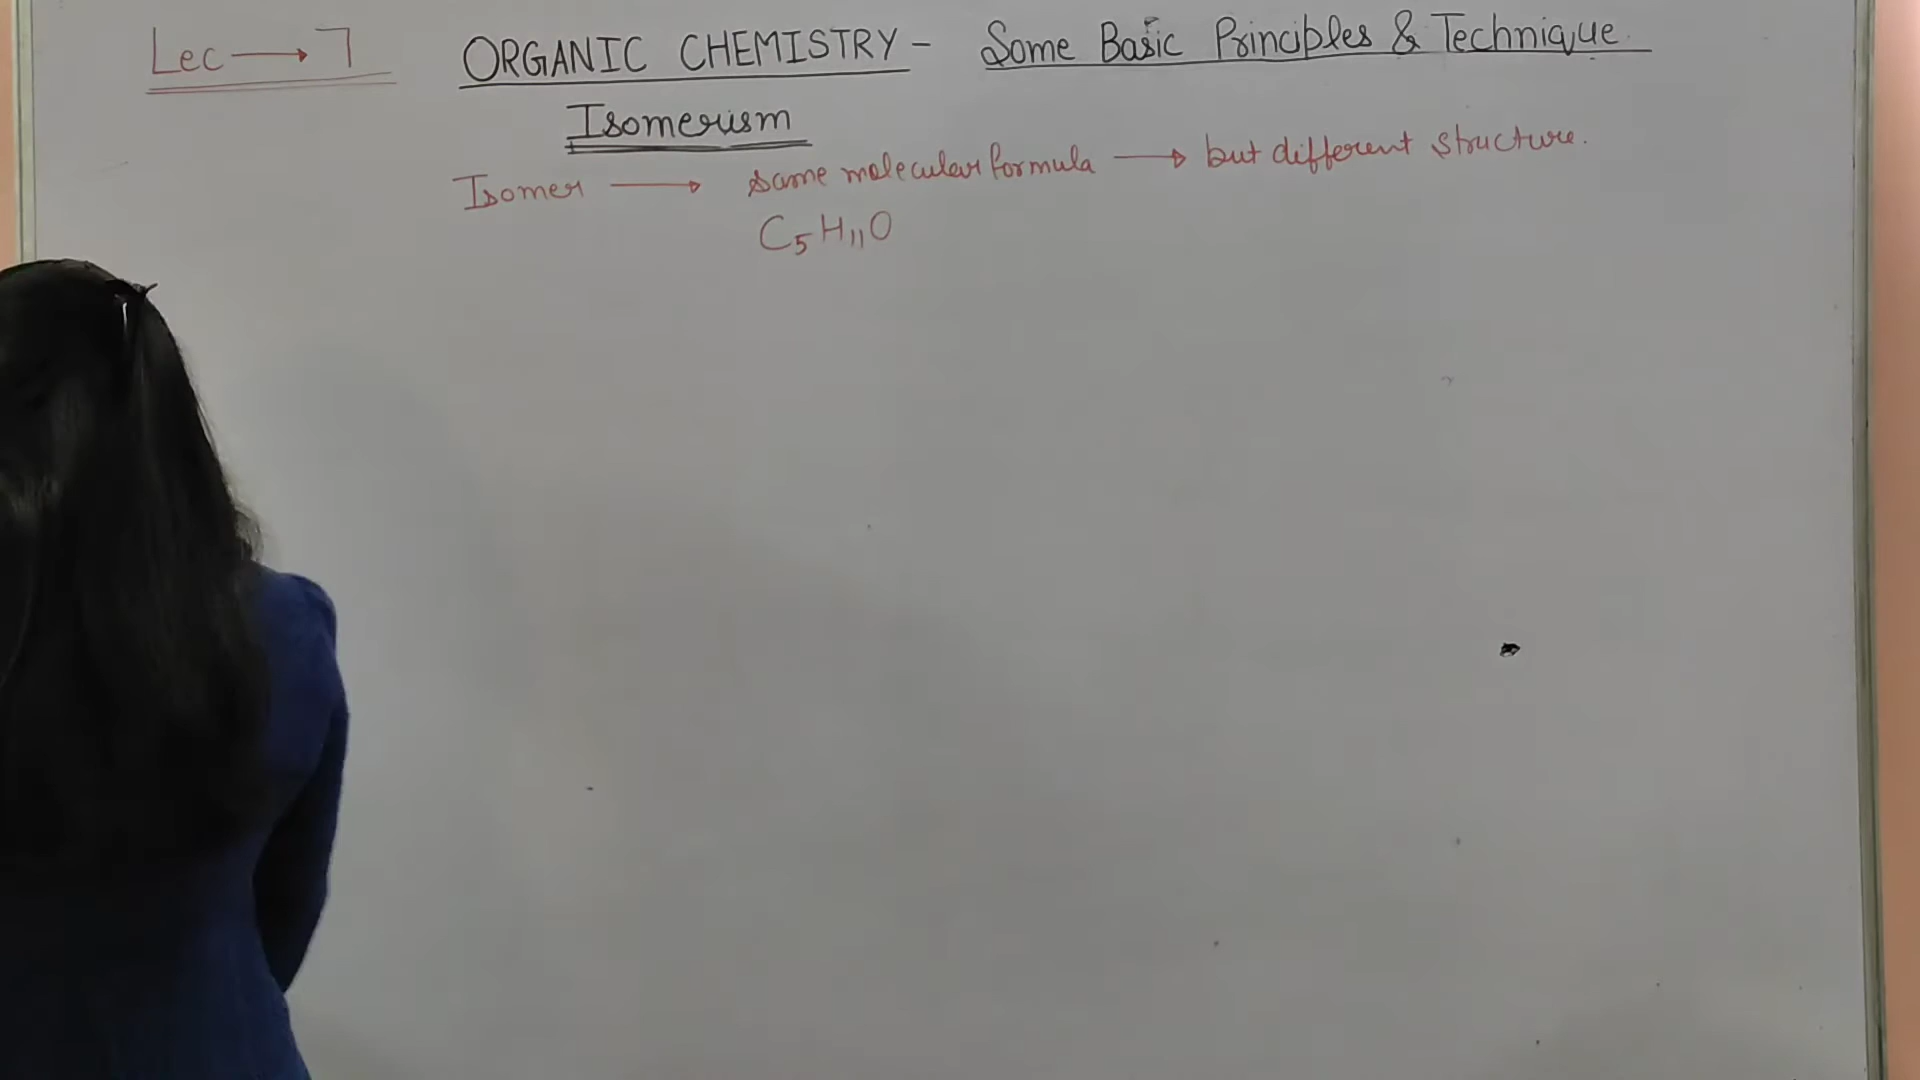 Lec → 7 ORGANIC CHEMISTRY - Some Basic Principles & Technique
Isomerism
Isomer → same molecular formula → but different structure.
C₅H₁₁O